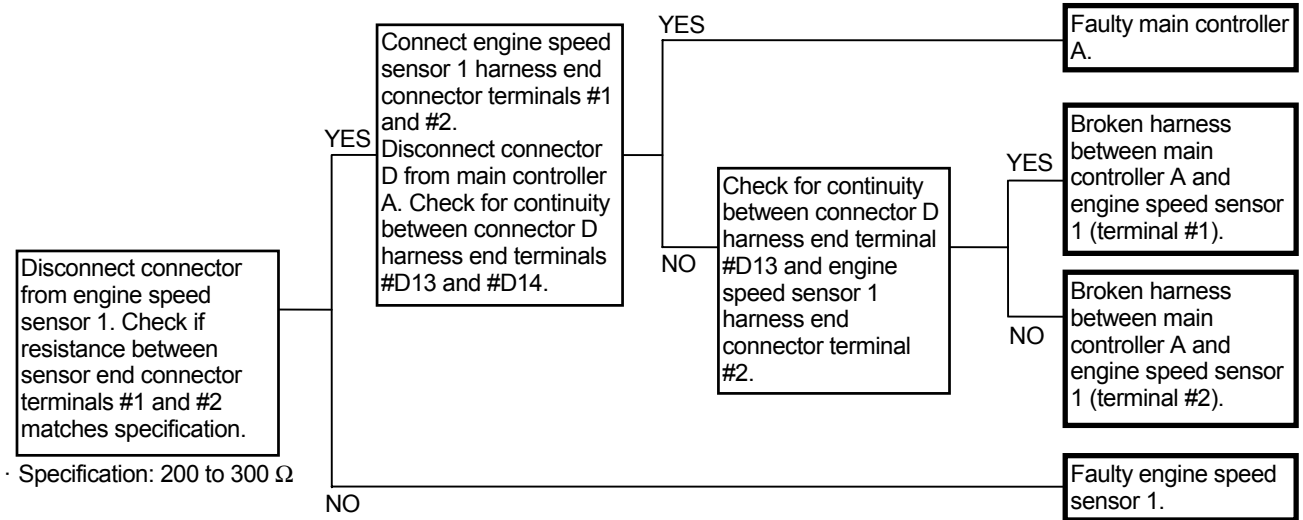 Disconnect connector
from engine speed
sensor 1. Check if
resistance between
sensor end connector
terminals #1 and #2
matches specification.
· Specification: 200 to 300 Ω
YES
NO
Connect engine speed
sensor 1 harness end
connector terminals #1
and #2.
Disconnect connector
D from main controller
A. Check for continuity
between connector D
harness end terminals
#D13 and #D14.
YES
NO
Check for continuity
between connector D
harness end terminal
#D13 and engine
speed sensor 1
harness end
connector terminal
#2.
YES
NO
Faulty main controller
A.
Broken harness
between main
controller A and
engine speed sensor
1 (terminal #1).
Broken harness
between main
controller A and
engine speed sensor
1 (terminal #2).
Faulty engine speed
sensor 1.